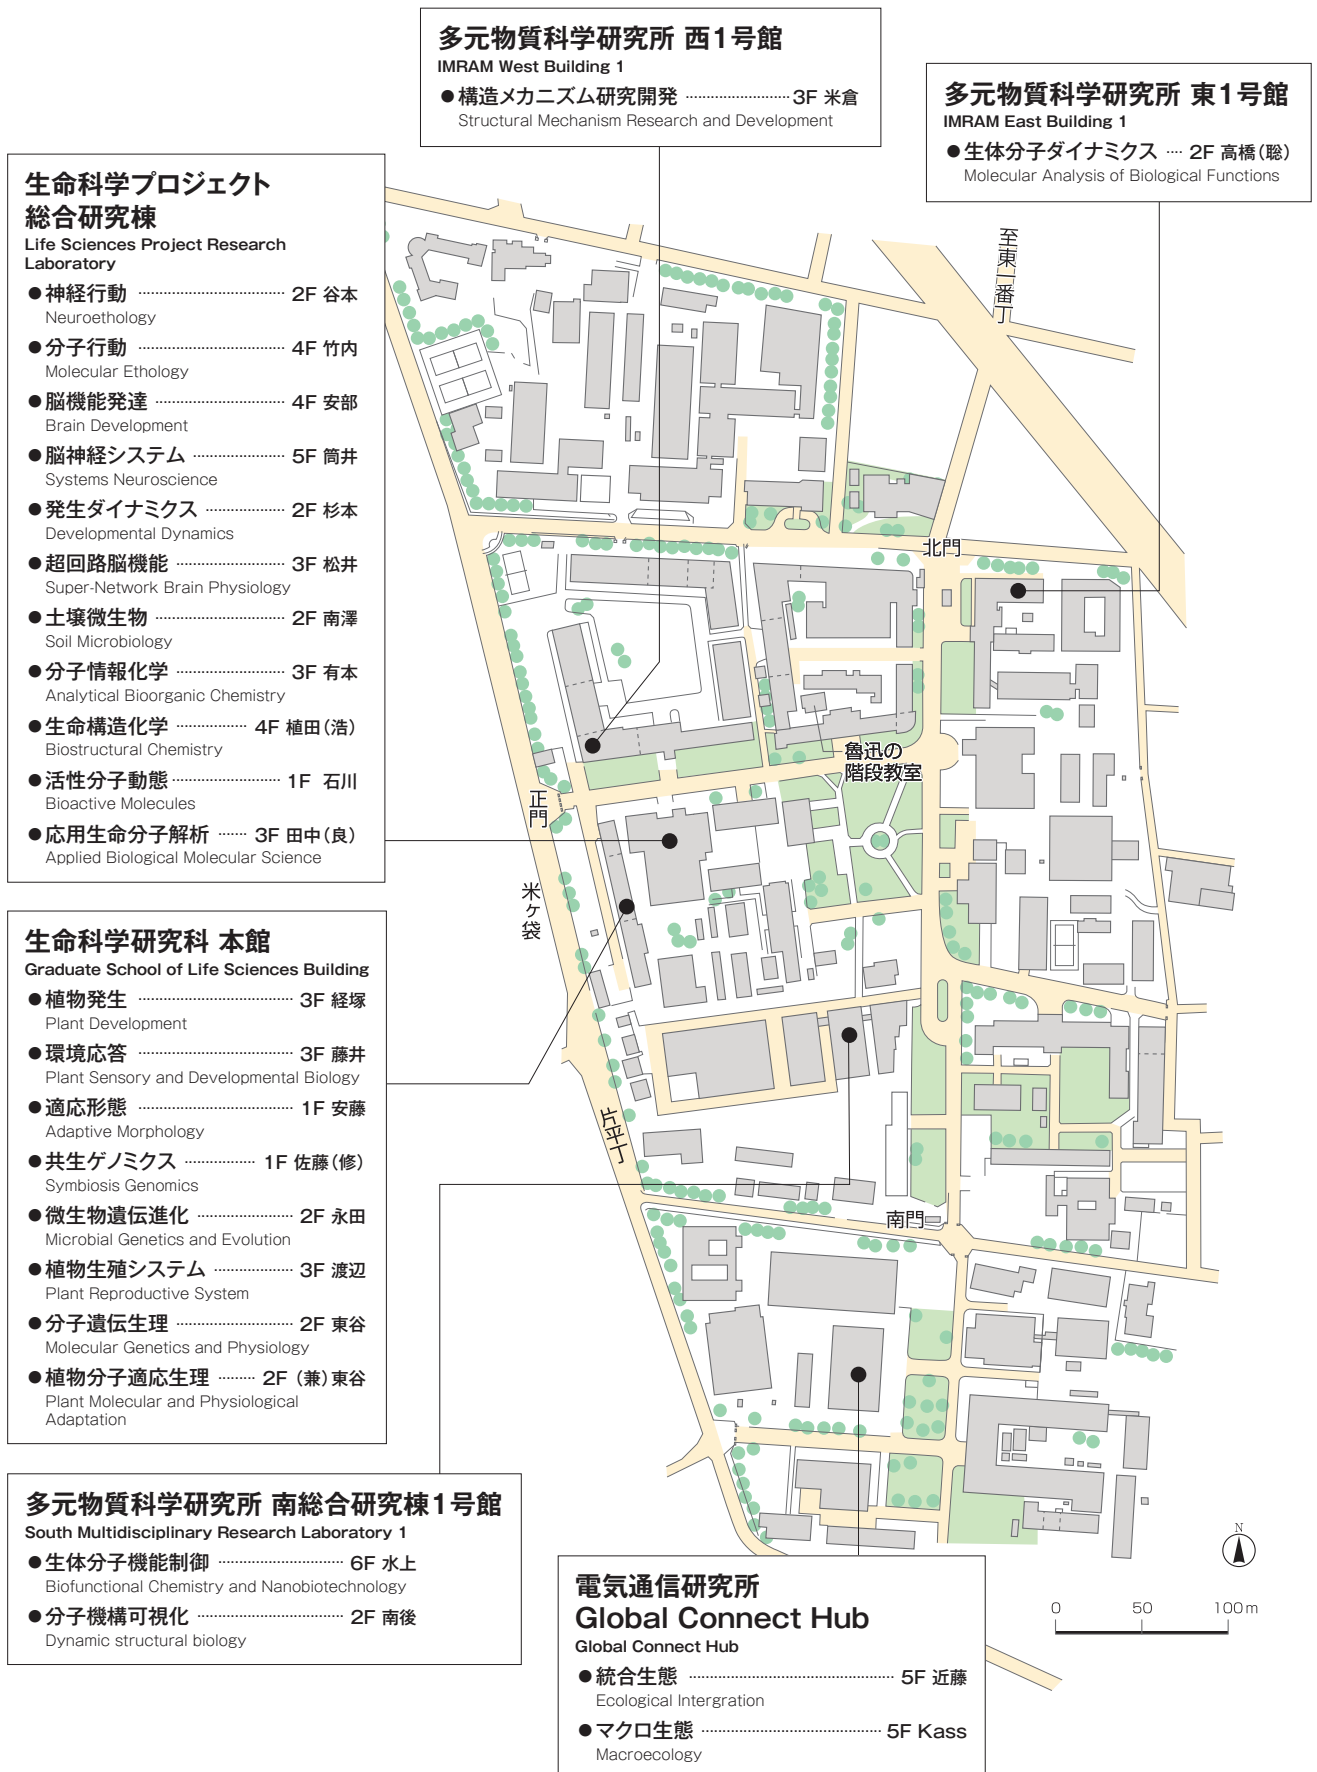 多元物質科学研究所 西1号館
IMRAM West Building 1
●構造メカニズム研究開発 3F 米倉
Structural Mechanism Research and Development
多元物質科学研究所 東1号館
IMRAM East Building 1
●生体分子ダイナミクス 2F 高橋(聡)
Molecular Analysis of Biological Functions
生命科学プロジェクト
総合研究棟
Life Sciences Project Research
Laboratory
●神経行動 2F 谷本
Neuroethology
●分子行動 4F 竹内
Molecular Ethology
●脳機能発達 4F 安部
Brain Development
●脳神経システム 5F 筒井
Systems Neuroscience
●発生ダイナミクス 2F 杉本
Developmental Dynamics
●超回路脳機能 3F 松井
Super-Network Brain Physiology
●土壌微生物 2F 南澤
Soil Microbiology
●分子情報化学 3F 有本
Analytical Bioorganic Chemistry
●生命構造化学 4F 植田(浩)
Biostructural Chemistry
●活性分子動態 1F 石川
Bioactive Molecules
●応用生命分子解析 3F 田中(良)
Applied Biological Molecular Science
生命科学研究科 本館
Graduate School of Life Sciences Building
●植物発生 3F 経塚
Plant Development
●環境応答 3F 藤井
Plant Sensory and Developmental Biology
●適応形態 1F 安藤
Adaptive Morphology
●共生ゲノミクス 1F 佐藤(修)
Symbiosis Genomics
●微生物遺伝進化 2F 永田
Microbial Genetics and Evolution
●植物生殖システム 3F 渡辺
Plant Reproductive System
●分子遺伝生理 2F 東谷
Molecular Genetics and Physiology
●植物分子適応生理 2F (兼)東谷
Plant Molecular and Physiological
Adaptation
多元物質科学研究所 南総合研究棟1号館
South Multidisciplinary Research Laboratory 1
●生体分子機能制御 6F 水上
Biofunctional Chemistry and Nanobiotechnology
●分子機構可視化 2F 南後
Dynamic structural biology
電気通信研究所
Global Connect Hub
Global Connect Hub
●統合生態 5F 近藤
Ecological Intergration
●マクロ生態 5F Kass
Macroecology
至東一番丁
北門
魯迅の
階段教室
正門
米ヶ袋
片平丁
南門
N
0 50 100m